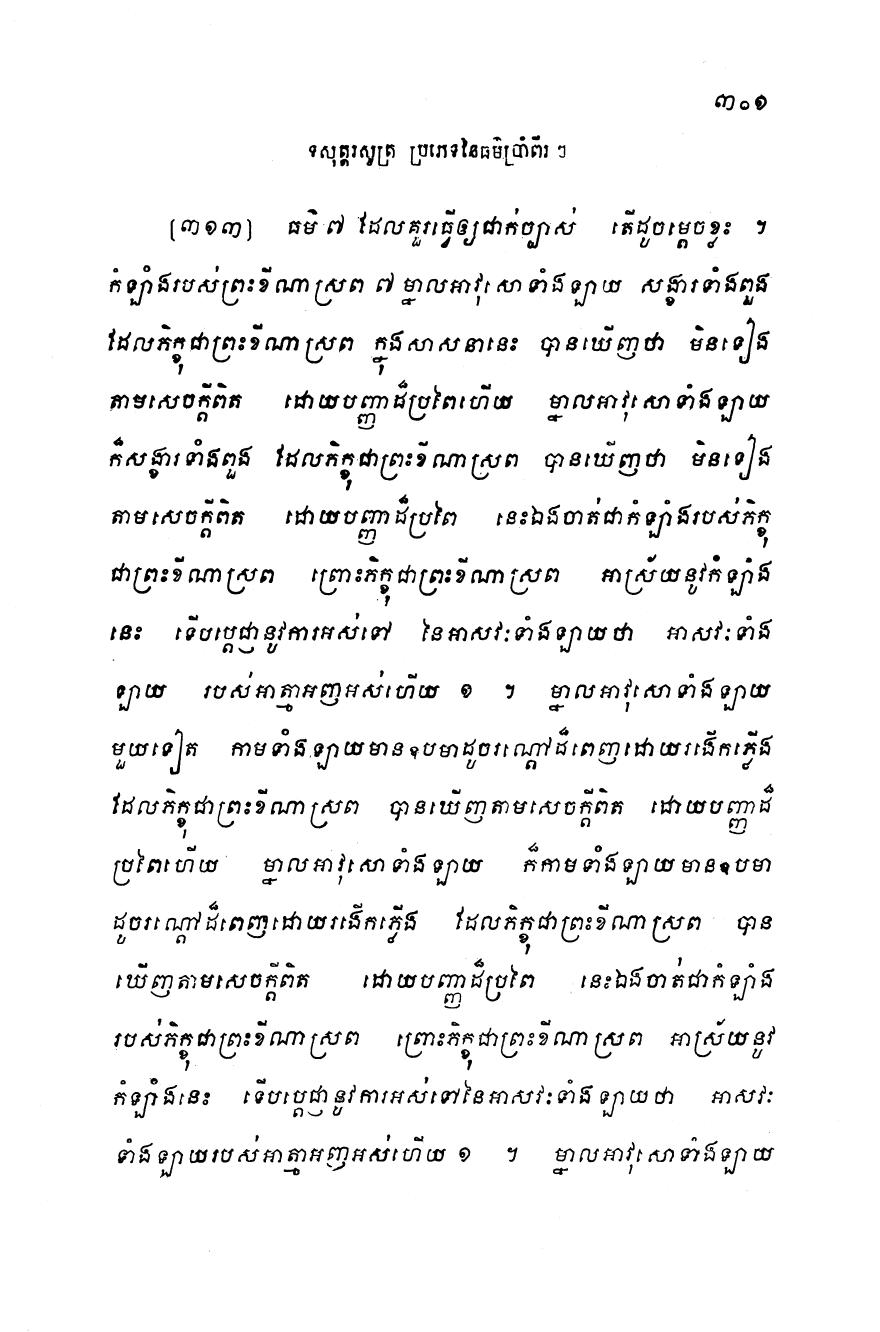 ៣០១
ទសុត្តរសូត្រ ប្រភេទនៃធម៌ប្រាំពីរ ៗ
(៣១៣) ធម៌ ៧ ដែលគួរធ្វើឲ្យជាក់ច្បាស់ តើដូចម្តេចខ្លះ ។
កំឡាំងរបស់ព្រះខីណាស្រព ៧ ម្នាលអាវុសោទាំងឡាយ សង្ខារទាំងពួង
ដែលភិក្ខុជាព្រះខីណាស្រព ក្នុងសាសនានេះ បានឃើញថា មិនទៀង
តាមសេចក្តីពិត ដោយបញ្ញាដ៏ប្រពៃហើយ ម្នាលអាវុសោទាំងឡាយ
ក៏សង្ខារទាំងពួង ដែលភិក្ខុជាព្រះខីណាស្រព បានឃើញថា មិនទៀង
តាមសេចក្តីពិត ដោយបញ្ញាដ៏ប្រពៃ នេះឯងចាត់ជាកំឡាំងរបស់ភិក្ខុ
ជាព្រះខីណាស្រព ព្រោះភិក្ខុជាព្រះខីណាស្រព អាស្រ័យនូវកំឡាំង
នេះ ទើបប្តេជ្ញានូវការអស់ទៅ នៃអាសវៈទាំងឡាយថា អាសវៈទាំង
ឡាយ របស់អាត្មាអញអស់ហើយ ១ ។ ម្នាលអាវុសោទាំងឡាយ
មួយទៀត កាមទាំងឡាយមានឧបមាដូចរណ្តៅដ៏ពេញដោយរងើកភ្លើង
ដែលភិក្ខុជាព្រះខីណាស្រព បានឃើញតាមសេចក្តីពិត ដោយបញ្ញាដ៏
ប្រពៃហើយ ម្នាលអាវុសោទាំងឡាយ ក៏កាមទាំងឡាយមានឧបមា
ដូចរណ្តៅដ៏ពេញដោយរងើកភ្លើង ដែលភិក្ខុជាព្រះខីណាស្រព បាន
ឃើញតាមសេចក្តីពិត ដោយបញ្ញាដ៏ប្រពៃ នេះឯងចាត់ជាកំឡាំង
របស់ភិក្ខុជាព្រះខីណាស្រព ព្រោះភិក្ខុជាព្រះខីណាស្រព អាស្រ័យនូវ
កំឡាំងនេះ ទើបប្តេជ្ញានូវការអស់ទៅនៃអាសវៈទាំងឡាយថា អាសវៈ
ទាំងឡាយរបស់អាត្មាអញអស់ហើយ ១ ។ ម្នាលអាវុសោទាំងឡាយ